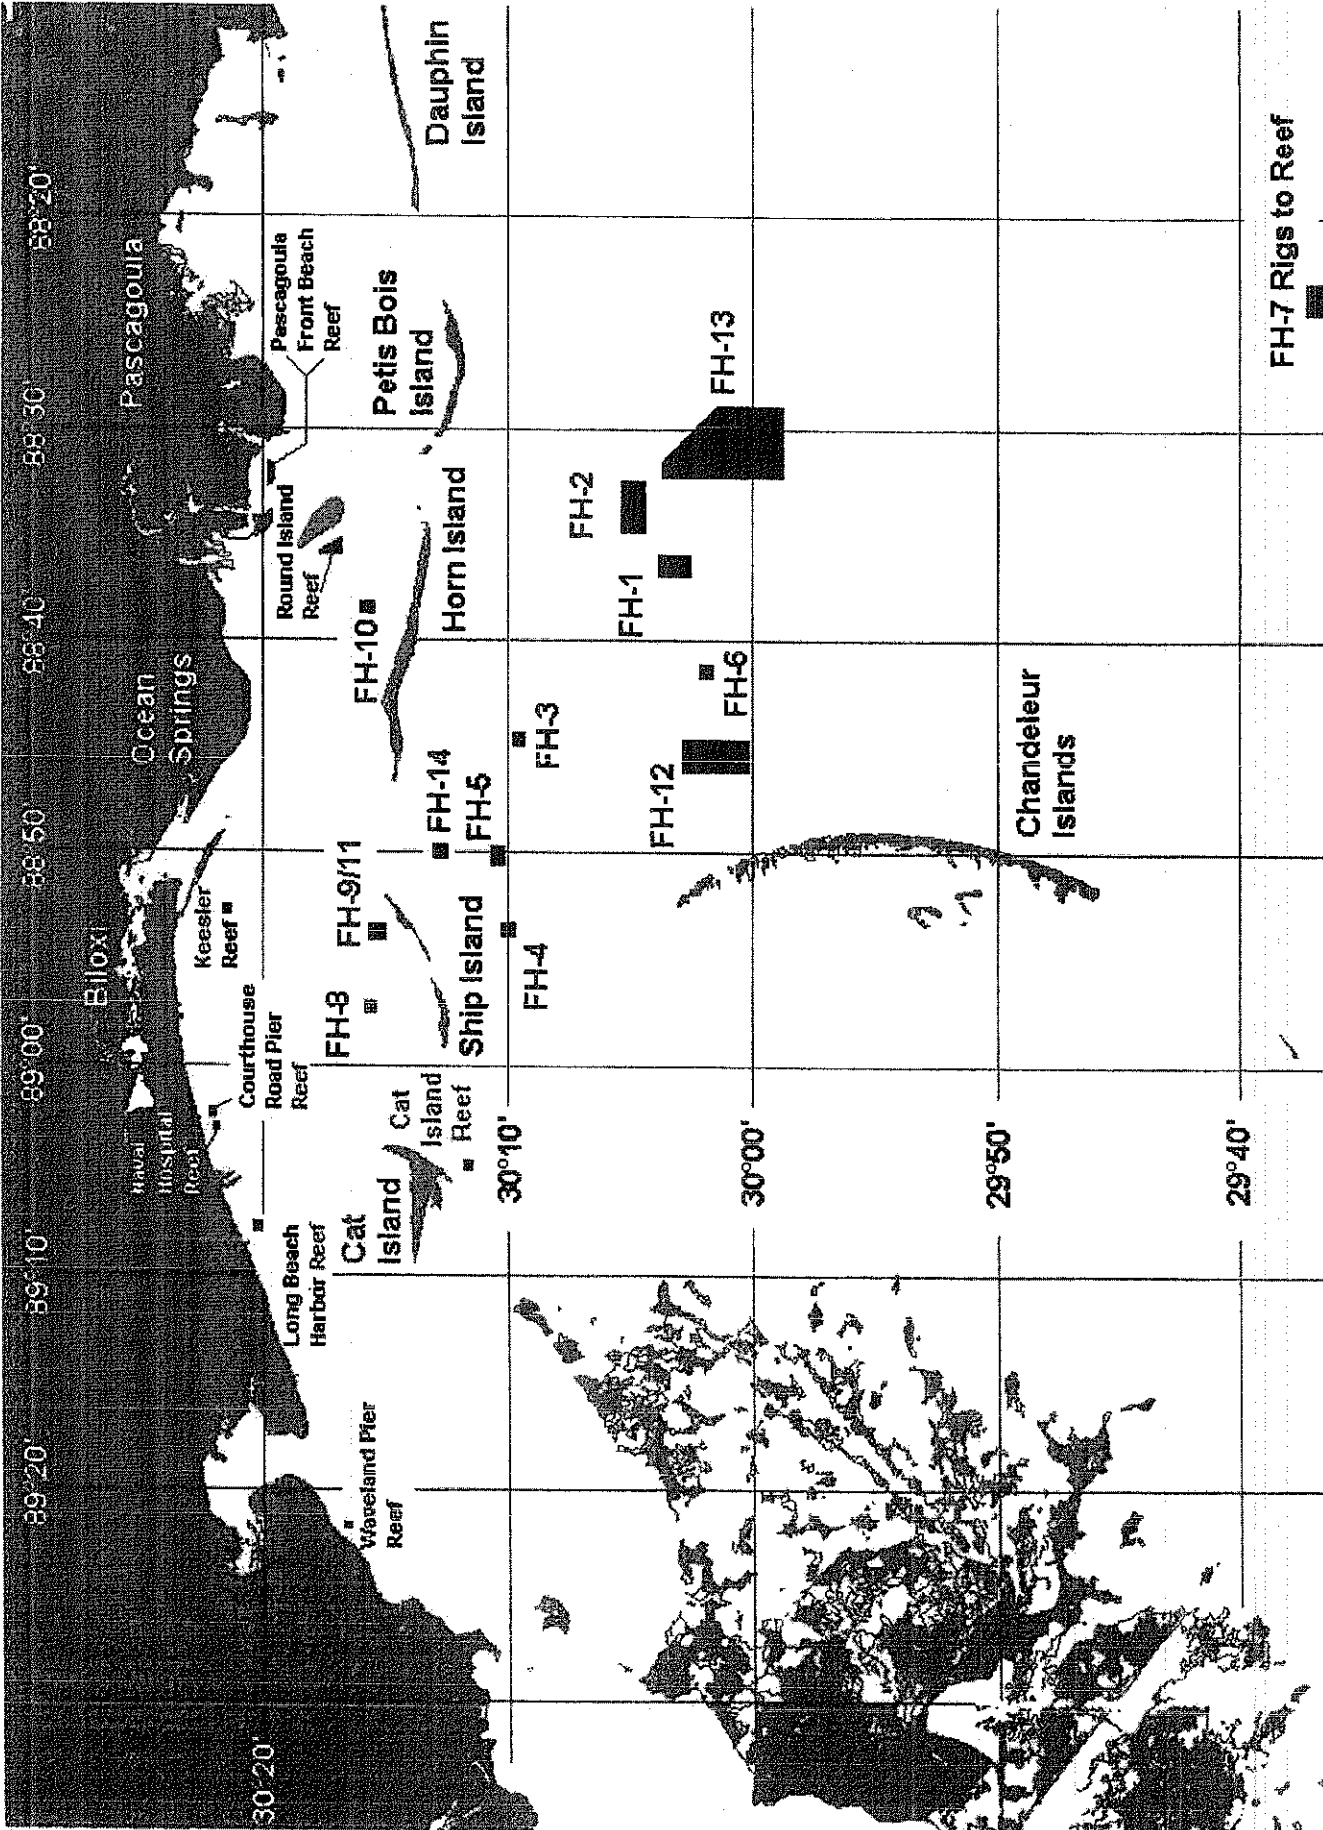 89°20'
89°10'
89°00'
88°50'
88°40'
88°30'
88°20'
Biloxi
Ocean
Springs
Pascagoula
30°20'
Naval
Hospital
Reef
Courthouse
Road Pier
Reef
Keesler
Reef
Long Beach
Harbor Reef
Waveland Pier
Reef
Round Island
Reef
Pascagoula
Front Beach
Reef
Cat
Island
Cat
Island
Reef
FH-8
FH-9/11
FH-10
FH-14
FH-5
Ship Island
Horn Island
Petis Bois
Island
Dauphin
Island
30°10'
FH-4
FH-3
FH-1
FH-2
FH-12
FH-6
FH-13
30°00'
Chandeleur
Islands
29°50'
29°40'
FH-7 Rigs to Reef